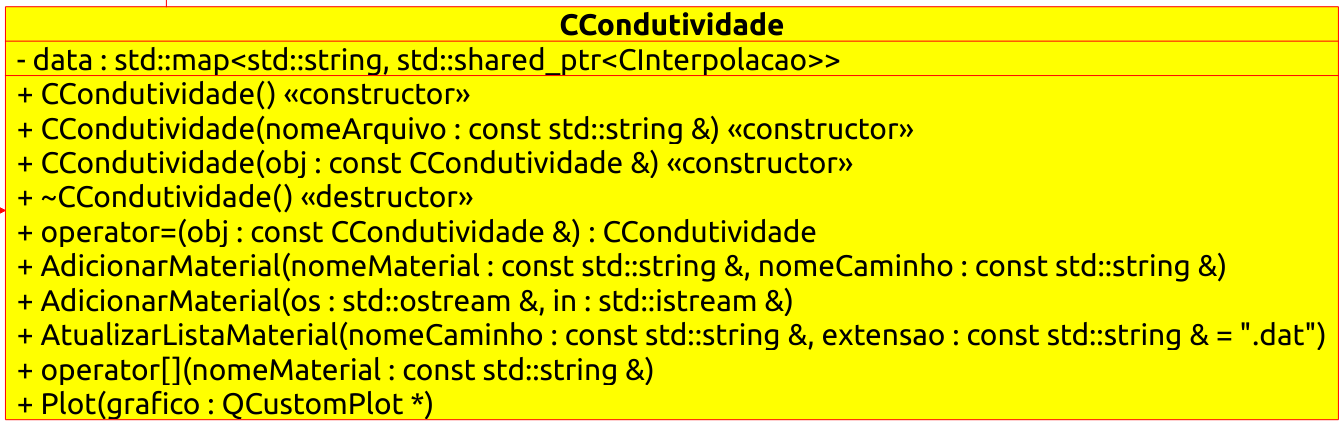 CCondutividade
- data : std::map<std::string, std::shared_ptr<CInterpolacao>>
+ CCondutividade() «constructor»
+ CCondutividade(nomeArquivo : const std::string &) «constructor»
+ CCondutividade(obj : const CCondutividade &) «constructor»
+ ~CCondutividade() «destructor»
+ operator=(obj : const CCondutividade &) : CCondutividade
+ AdicionarMaterial(nomeMaterial : const std::string &, nomeCaminho : const std::string &)
+ AdicionarMaterial(os : std::ostream &, in : std::istream &)
+ AtualizarListaMaterial(nomeCaminho : const std::string &, extensao : const std::string & = ".dat")
+ operator[](nomeMaterial : const std::string &)
+ Plot(grafico : QCustomPlot *)